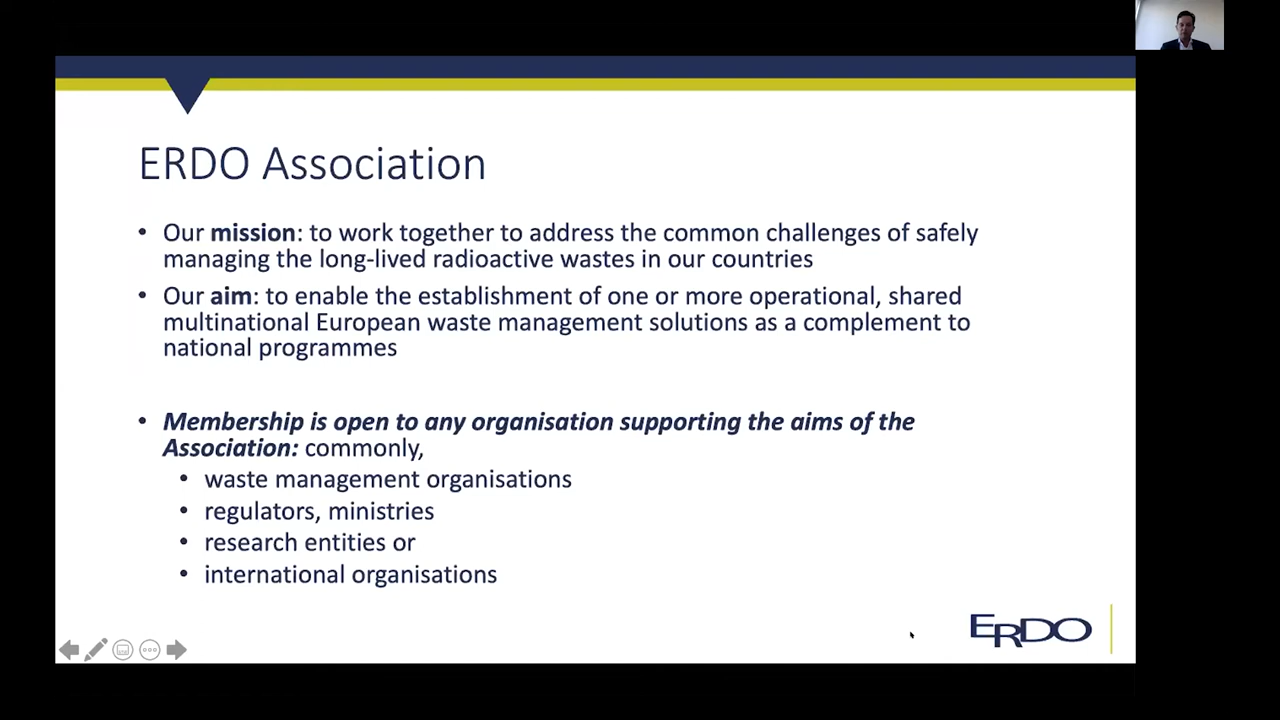 ERDO Association
• Our mission: to work together to address the common challenges of safely
managing the long-lived radioactive wastes in our countries
• Our aim: to enable the establishment of one or more operational, shared
multinational European waste management solutions as a complement to
national programmes
• Membership is open to any organisation supporting the aims of the
Association: commonly,
• waste management organisations
• regulators, ministries
• research entities or
• international organisations
ERDO